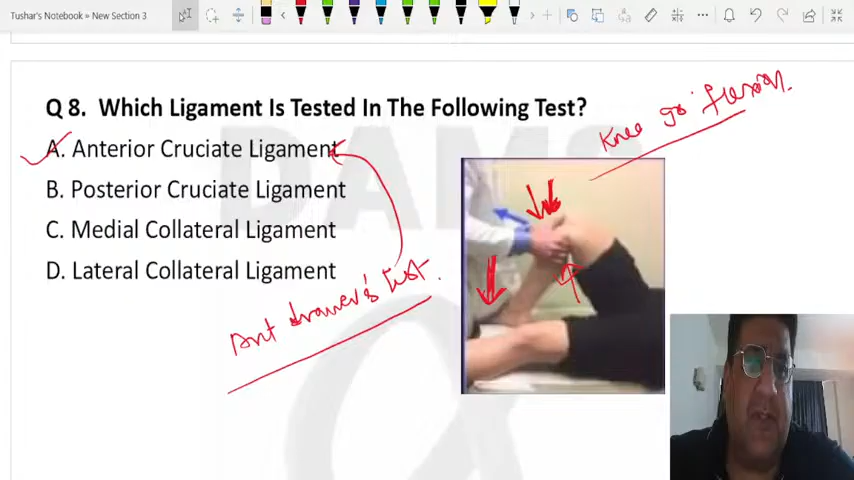 Tushar's Notebook » New Section 3
Knee 90° flexion.
Q 8. Which Ligament Is Tested In The Following Test?
A. Anterior Cruciate Ligament
B. Posterior Cruciate Ligament
C. Medial Collateral Ligament
D. Lateral Collateral Ligament
Ant drawer's Test.
DAMS